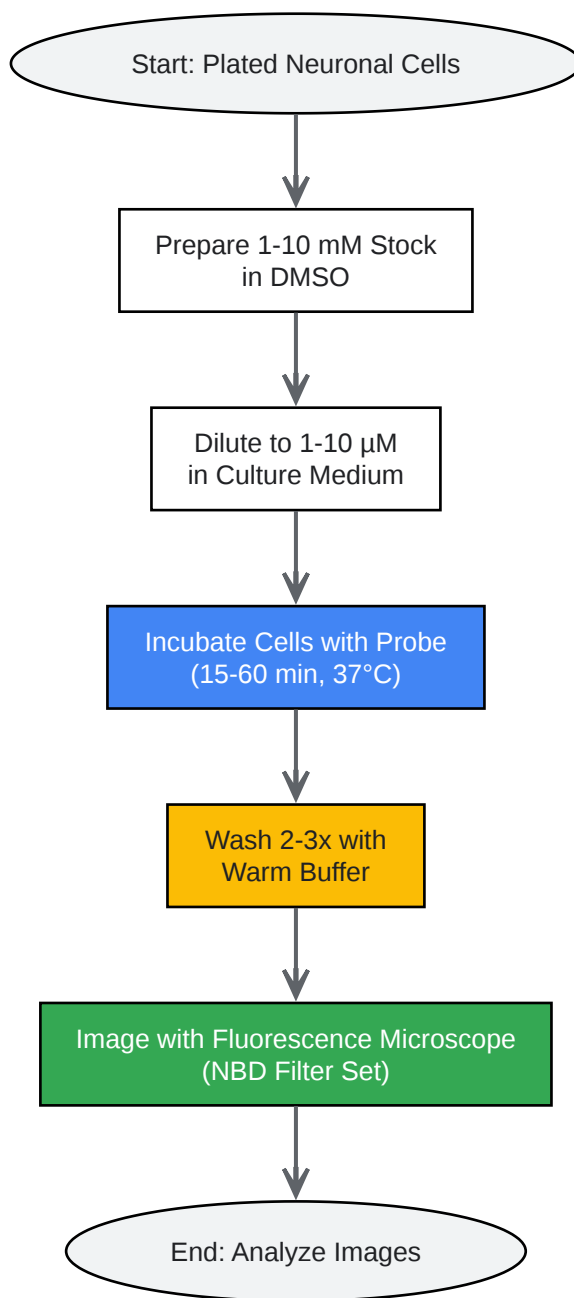 Start: Plated Neuronal Cells
Prepare 1-10 mM Stock
in DMSO
Dilute to 1-10 µM
in Culture Medium
Incubate Cells with Probe
(15-60 min, 37°C)
Wash 2-3x with
Warm Buffer
Image with Fluorescence Microscope
(NBD Filter Set)
End: Analyze Images